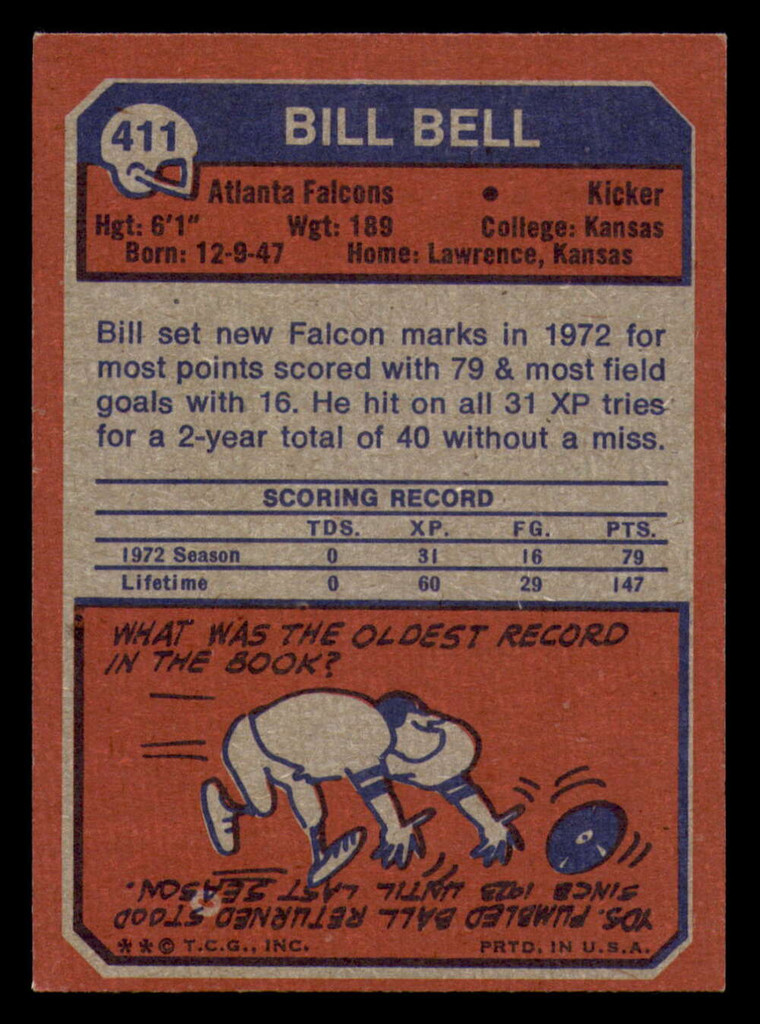 411
BILL BELL
Atlanta Falcons • Kicker
Hgt: 6'1" Wgt: 189 College: Kansas
Born: 12-9-47 Home: Lawrence, Kansas
Bill set new Falcon marks in 1972 for
most points scored with 79 & most field
goals with 16. He hit on all 31 XP tries
for a 2-year total of 40 without a miss.
SCORING RECORD
TDS. XP. FG. PTS.
1972 Season 0 31 16 79
Lifetime 0 60 29 147
WHAT WAS THE OLDEST RECORD
IN THE BOOK?
YDS. FUMBLED BALL RETURNED STOOD
SINCE 1923 UNTIL LAST SEASON.
** © T.C.G., INC. PRTD. IN U.S.A.